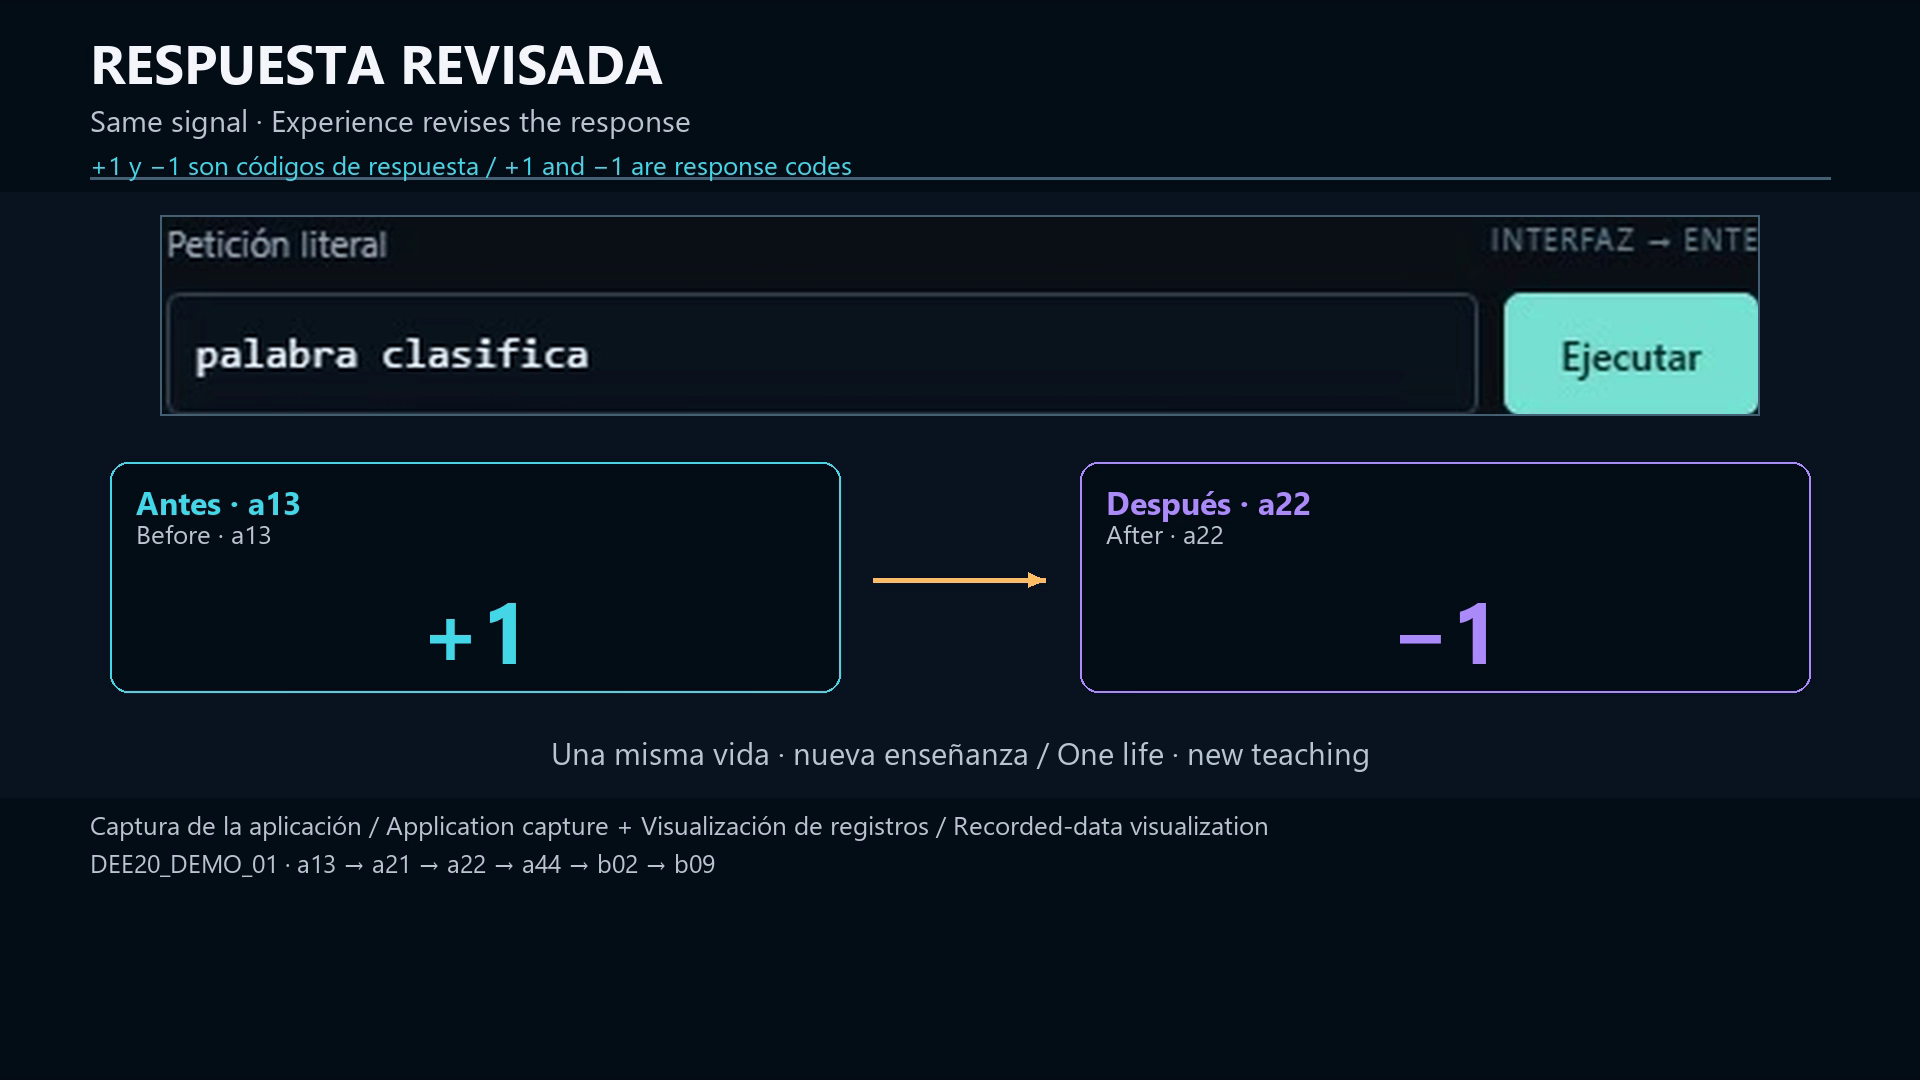 RESPUESTA REVISADA
Same signal · Experience revises the response
+1 y −1 son códigos de respuesta / +1 and −1 are response codes
Petición literal
INTERFAZ → ENTE
palabra clasifica
Ejecutar
Antes · a13
Before · a13
+1
Después · a22
After · a22
−1
Una misma vida · nueva enseñanza / One life · new teaching
Captura de la aplicación / Application capture + Visualización de registros / Recorded-data visualization
DEE20_DEMO_01 · a13 → a21 → a22 → a44 → b02 → b09